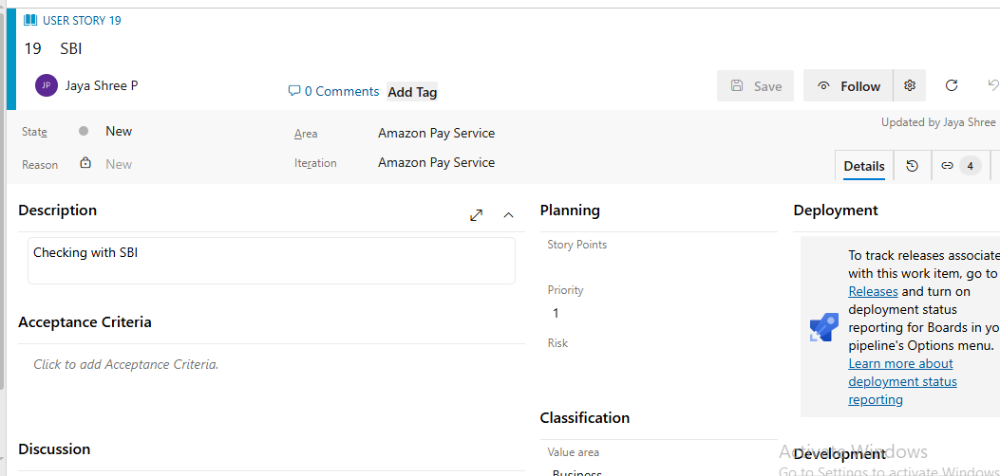 USER STORY 19
19 SBI
JP Jaya Shree P
0 Comments Add Tag
Save
Follow
State New
Area Amazon Pay Service
Updated by Jaya Shree
Reason New
Iteration Amazon Pay Service
Details 4
Description
Checking with SBI
Acceptance Criteria
Click to add Acceptance Criteria.
Discussion
Planning
Story Points
Priority
1
Risk
Classification
Value area
Business
Deployment
To track releases associate
with this work item, go to
Releases and turn on
deployment status
reporting for Boards in yo
pipeline's Options menu.
Learn more about
deployment status
reporting
Development
Activate Windows
Go to Settings to activate Windows